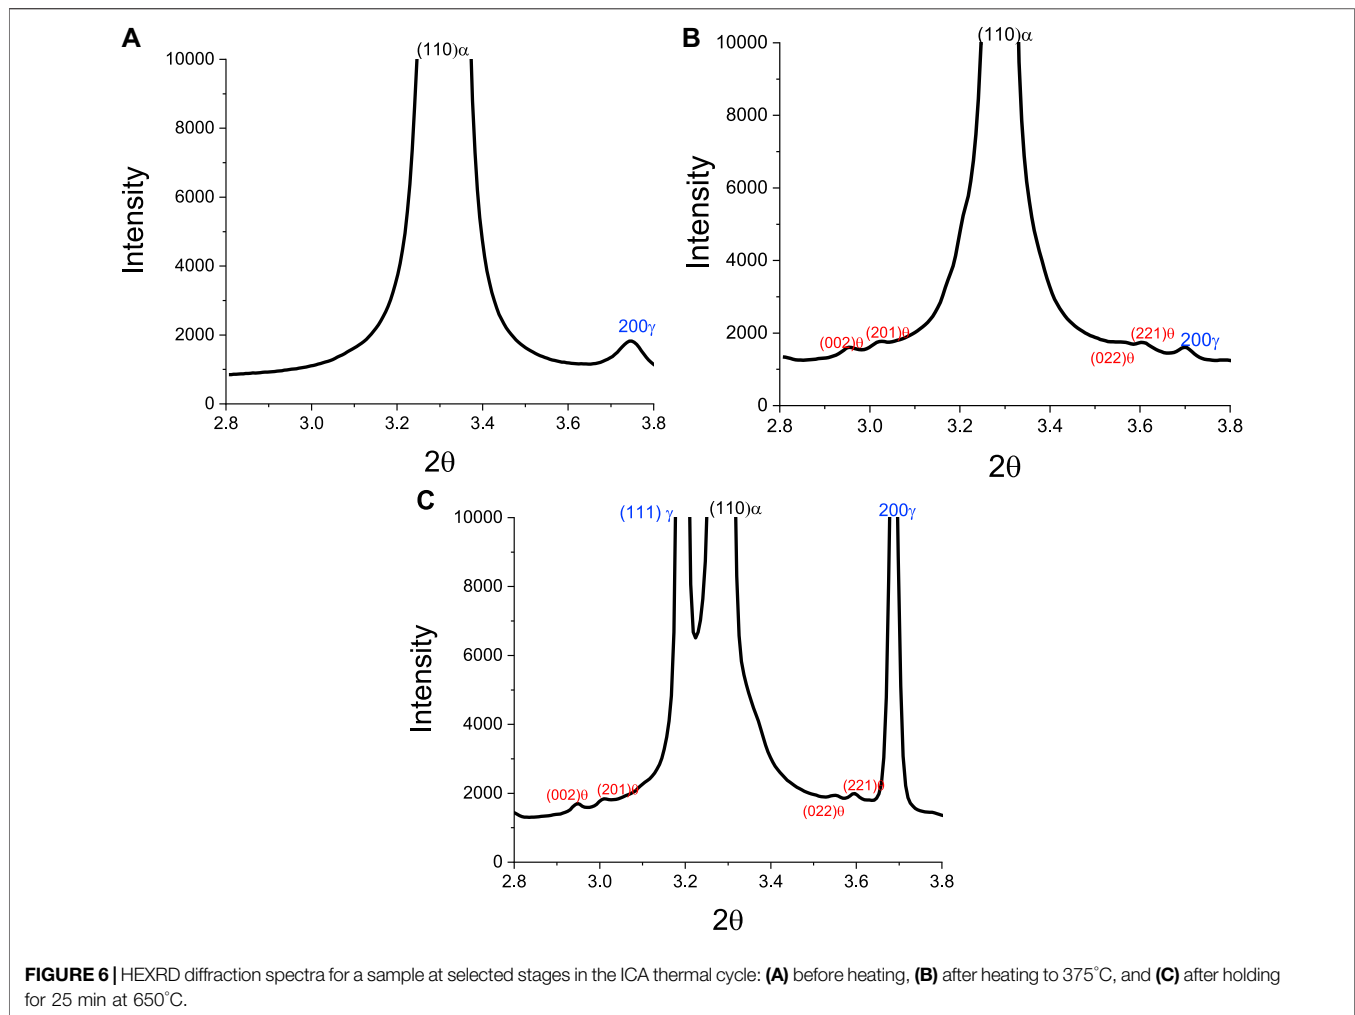 A
(110)α
10000
8000
6000
4000
2000
0
Intensity
200γ
2.8 3.0 3.2 3.4 3.6 3.8
2θ
B
(110)α
10000
8000
6000
4000
2000
0
Intensity
(002)θ
(201)θ
(221)θ
(022)θ
200γ
2.8 3.0 3.2 3.4 3.6 3.8
2θ
C
(111) γ
(110)α
200γ
10000
8000
6000
4000
2000
0
Intensity
(002)θ
(201)θ
(221)θ
(022)θ
2.8 3.0 3.2 3.4 3.6 3.8
2θ
FIGURE 6 | HEXRD diffraction spectra for a sample at selected stages in the ICA thermal cycle: (A) before heating, (B) after heating to 375°C, and (C) after holding
for 25 min at 650°C.